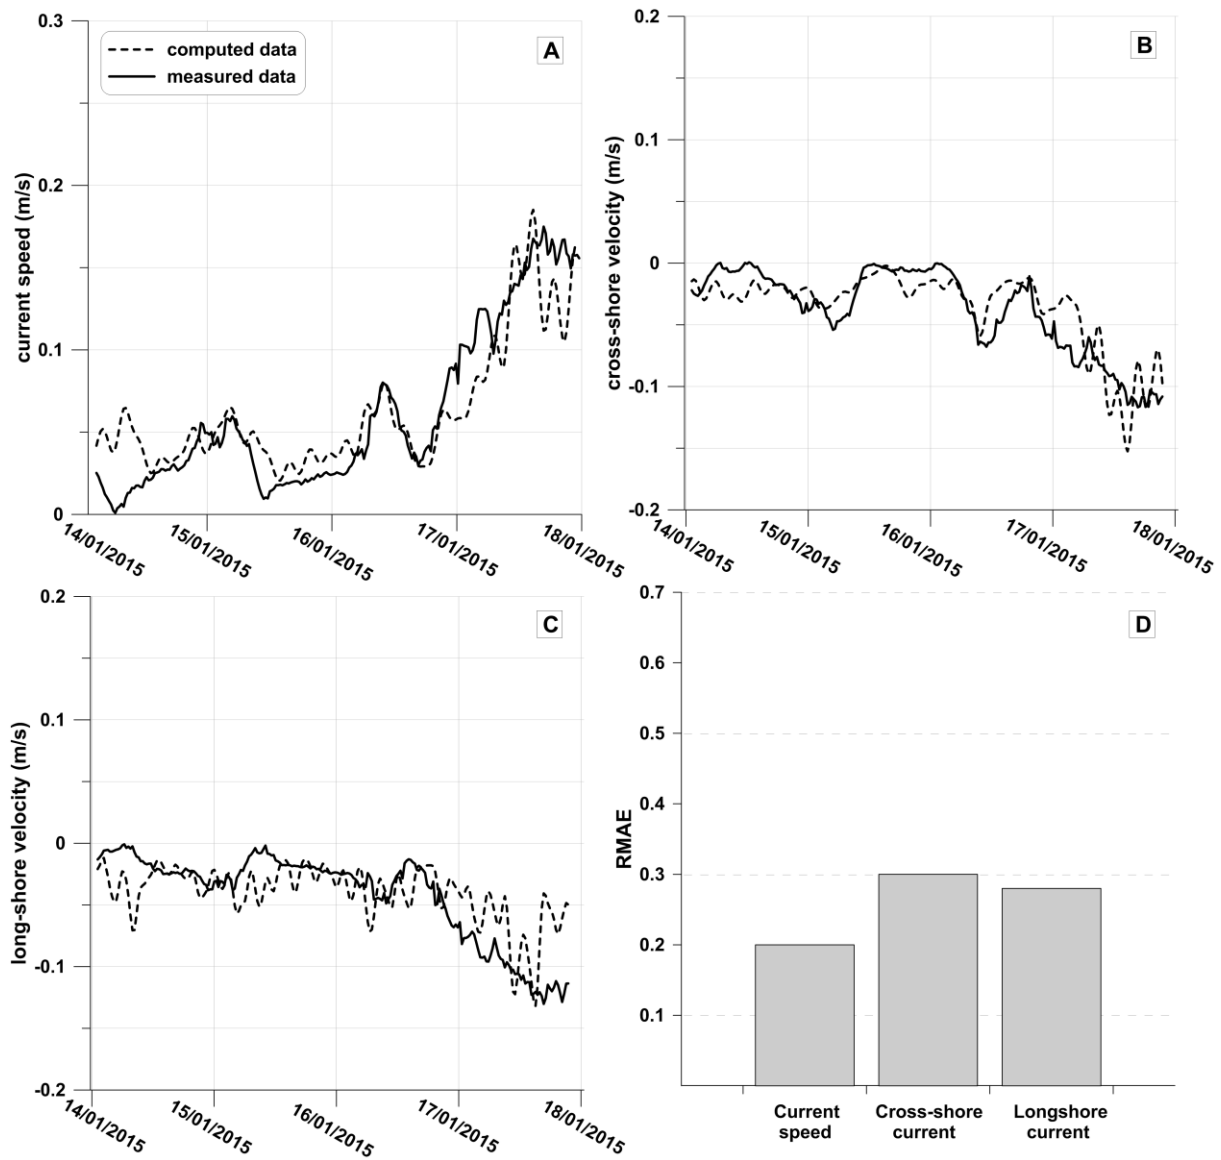 0.3
computed data
measured data
A
0.2
0.1
0
current speed (m/s)
14/01/2015
15/01/2015
16/01/2015
17/01/2015
18/01/2015
0.2
B
0.1
0
-0.1
-0.2
cross-shore velocity (m/s)
14/01/2015
15/01/2015
16/01/2015
17/01/2015
18/01/2015
0.2
C
0.1
0
-0.1
-0.2
long-shore velocity (m/s)
14/01/2015
15/01/2015
16/01/2015
17/01/2015
18/01/2015
0.7
D
0.6
0.5
0.4
0.3
0.2
0.1
RMAE
Current
speed
Cross-shore
current
Longshore
current